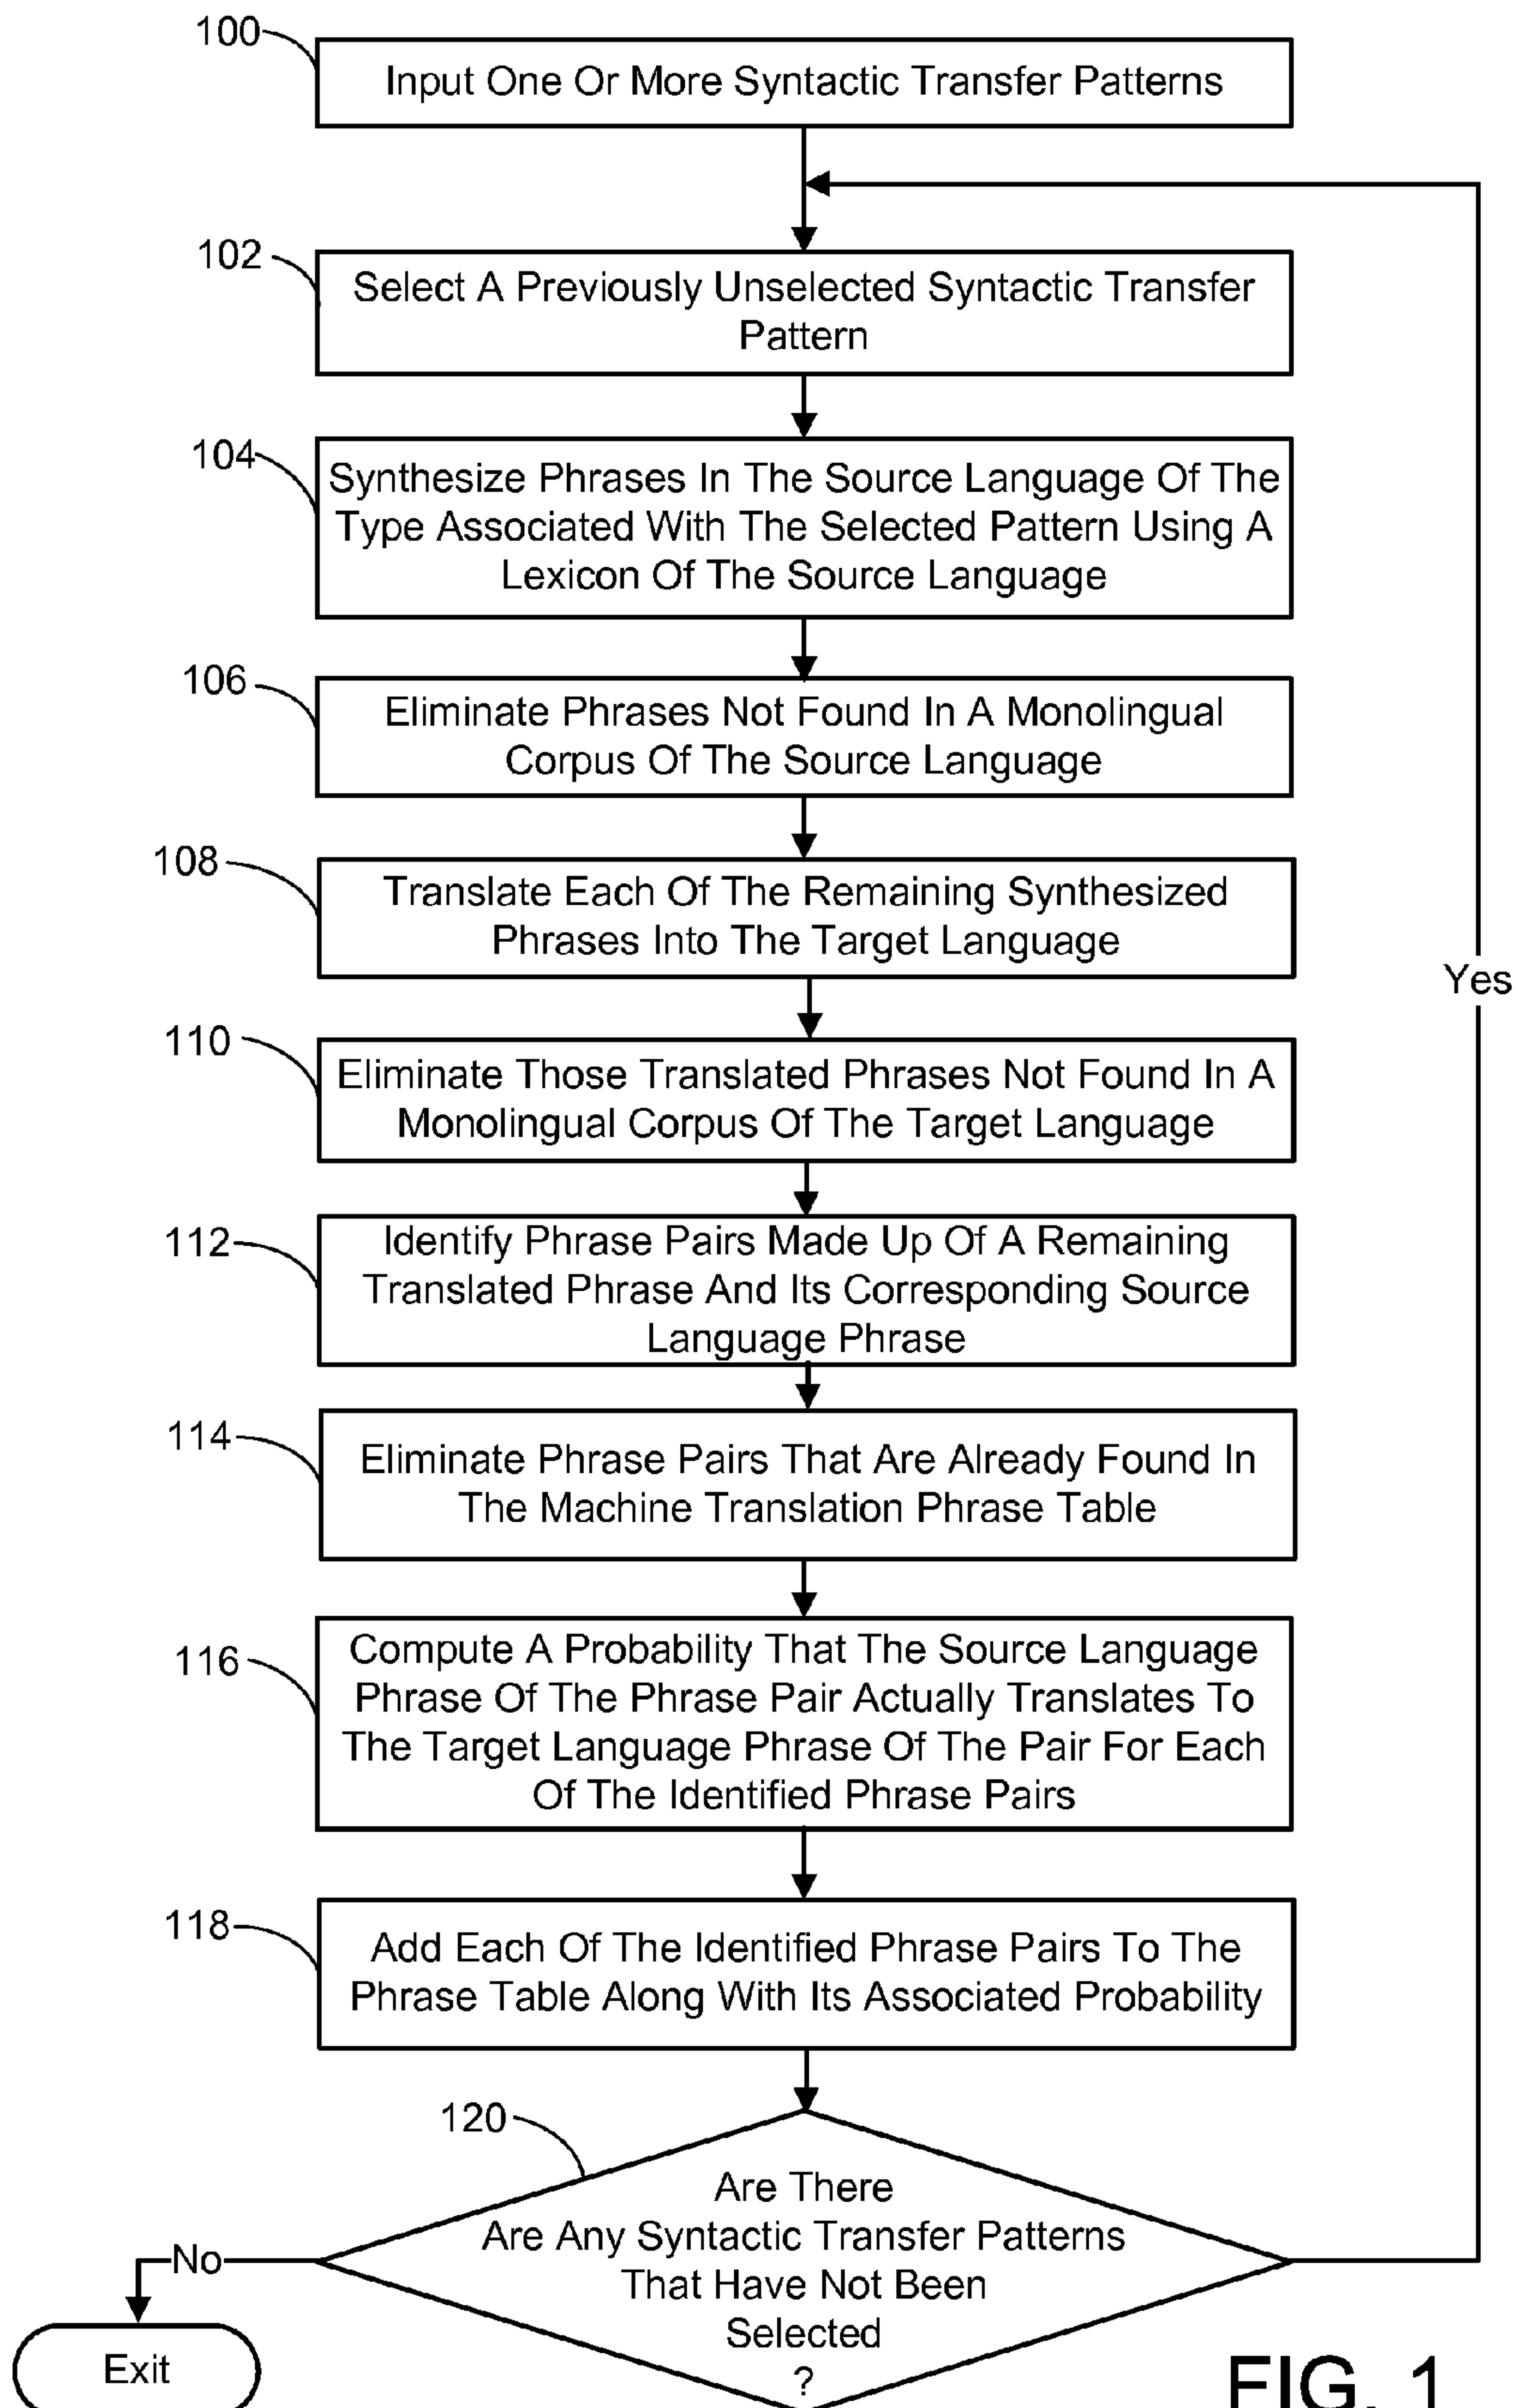 100
Input One Or More Syntactic Transfer Patterns
102
Select A Previously Unselected Syntactic Transfer
Pattern
104
Synthesize Phrases In The Source Language Of The
Type Associated With The Selected Pattern Using A
Lexicon Of The Source Language
106
Eliminate Phrases Not Found In A Monolingual
Corpus Of The Source Language
108
Translate Each Of The Remaining Synthesized
Phrases Into The Target Language
Yes
110
Eliminate Those Translated Phrases Not Found In A
Monolingual Corpus Of The Target Language
112
Identify Phrase Pairs Made Up Of A Remaining
Translated Phrase And Its Corresponding Source
Language Phrase
114
Eliminate Phrase Pairs That Are Already Found In
The Machine Translation Phrase Table
116
Compute A Probability That The Source Language
Phrase Of The Phrase Pair Actually Translates To
The Target Language Phrase Of The Pair For Each
Of The Identified Phrase Pairs
118
Add Each Of The Identified Phrase Pairs To The
Phrase Table Along With Its Associated Probability
120
Are There
Are Any Syntactic Transfer Patterns
That Have Not Been
Selected
?
No
Exit
FIG. 1